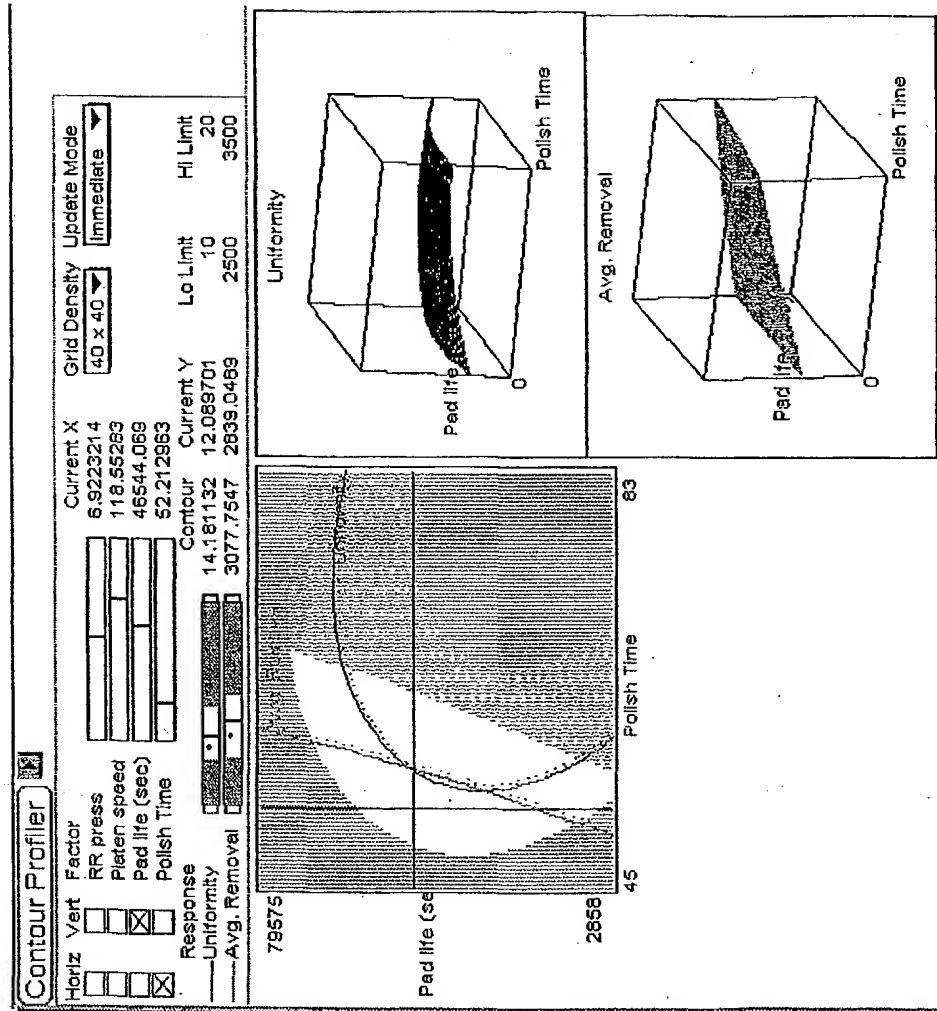 Contour Profiler
Horiz Vert Factor Current X Grid Density Update Mode
RR press 6.9223214 40 x 40 Immediate
Platen speed 118.55283
Pad life (sec) 46544.069
Polish Time 52.212963
Response Contour Current Y Lo Limit Hi Limit
Uniformity 14.181132 12.089701 10 20
Avg. Removal 3077.7547 2839.0489 2500 3500
79575
Pad life (se
2858
45
Polish Time
83
Uniformity
Pad life
0
Polish Time
Avg. Removal
Pad life
0
Polish Time